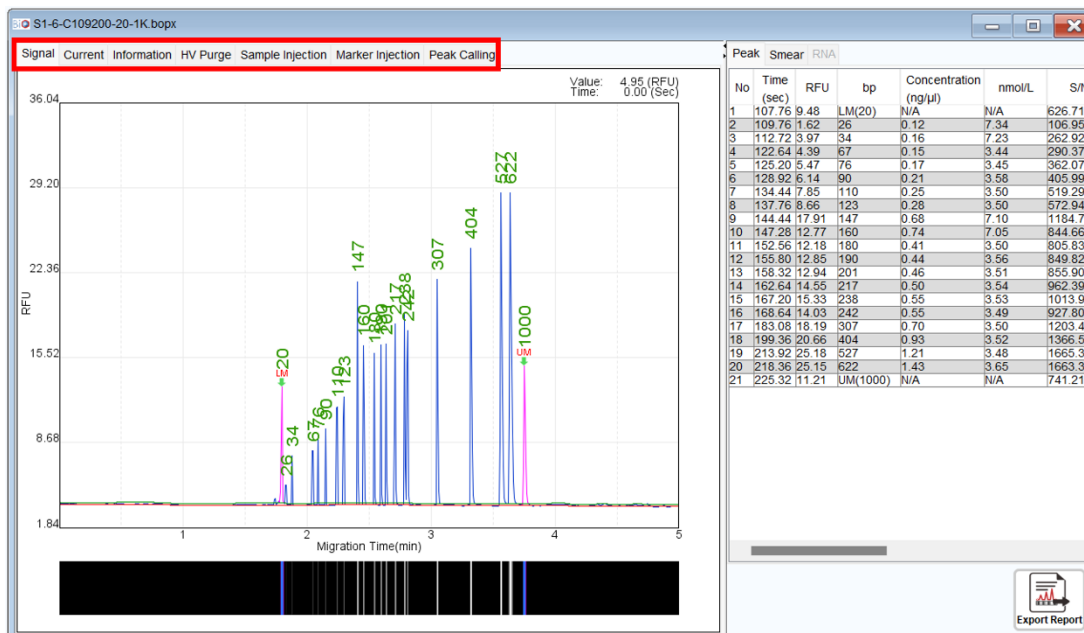 S1-6-C109200-20-1K.bopx
Signal Current Information HV Purge Sample Injection Marker Injection Peak Calling
Value: 4.95 (RFU)
Time: 0.00 (Sec)
36.04
29.20
22.36
15.52
8.68
1.84
RFU
LM 20
26
34
67
76
90
110
123
147
160
180
190
201
217
238
242
307
404
527
622
UM 1000
1 2 3 4 5
Migration Time(min)
Peak Smear RNA
No Time (sec) RFU bp Concentration (ng/µl) nmol/L S/N
1 107.76 9.48 LM(20) N/A N/A 626.71
2 109.76 1.62 26 0.12 7.34 106.95
3 112.72 3.97 34 0.16 7.23 262.92
4 122.64 4.39 67 0.15 3.44 290.37
5 125.20 5.47 76 0.17 3.45 362.07
6 128.92 6.14 90 0.21 3.58 405.99
7 134.44 7.85 110 0.25 3.50 519.29
8 137.76 8.66 123 0.28 3.50 572.94
9 144.44 17.91 147 0.68 7.10 1184.7
10 147.28 12.77 160 0.74 7.05 844.66
11 152.56 12.18 180 0.41 3.50 805.83
12 155.80 12.85 190 0.44 3.56 849.82
13 158.32 12.94 201 0.46 3.51 855.90
14 162.64 14.55 217 0.50 3.54 962.39
15 167.20 15.33 238 0.55 3.53 1013.9
16 168.64 14.03 242 0.55 3.49 927.80
17 183.08 18.19 307 0.70 3.50 1203.4
18 199.36 20.66 404 0.93 3.52 1366.5
19 213.92 25.18 527 1.21 3.48 1665.3
20 218.36 25.15 622 1.43 3.65 1663.3
21 225.32 11.21 UM(1000) N/A N/A 741.21
Export Report